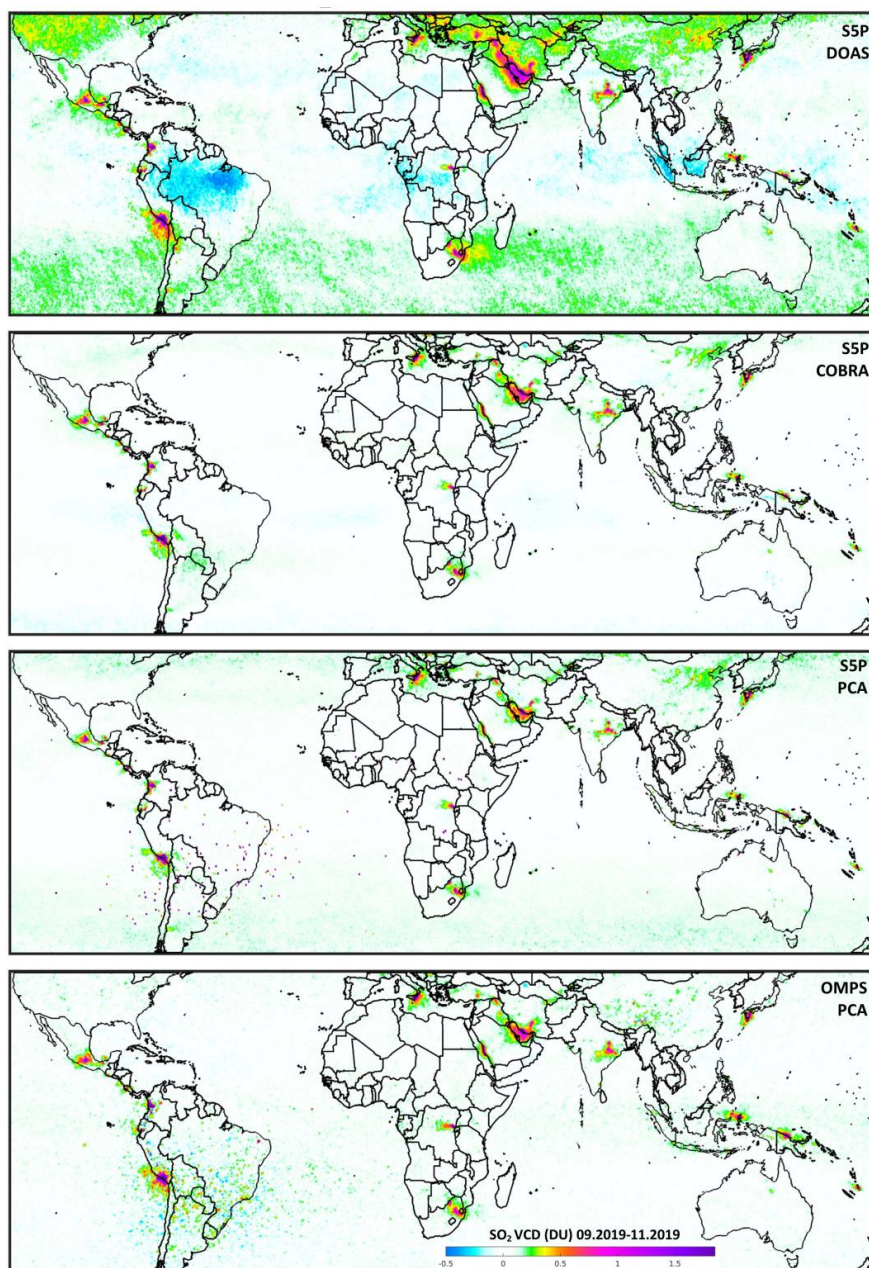 S5P
DOAS
S5P
COBRA
S5P
PCA
OMPS
PCA
SO₂ VCD (DU) 09.2019-11.2019
-0.5 0 0.5 1 1.5